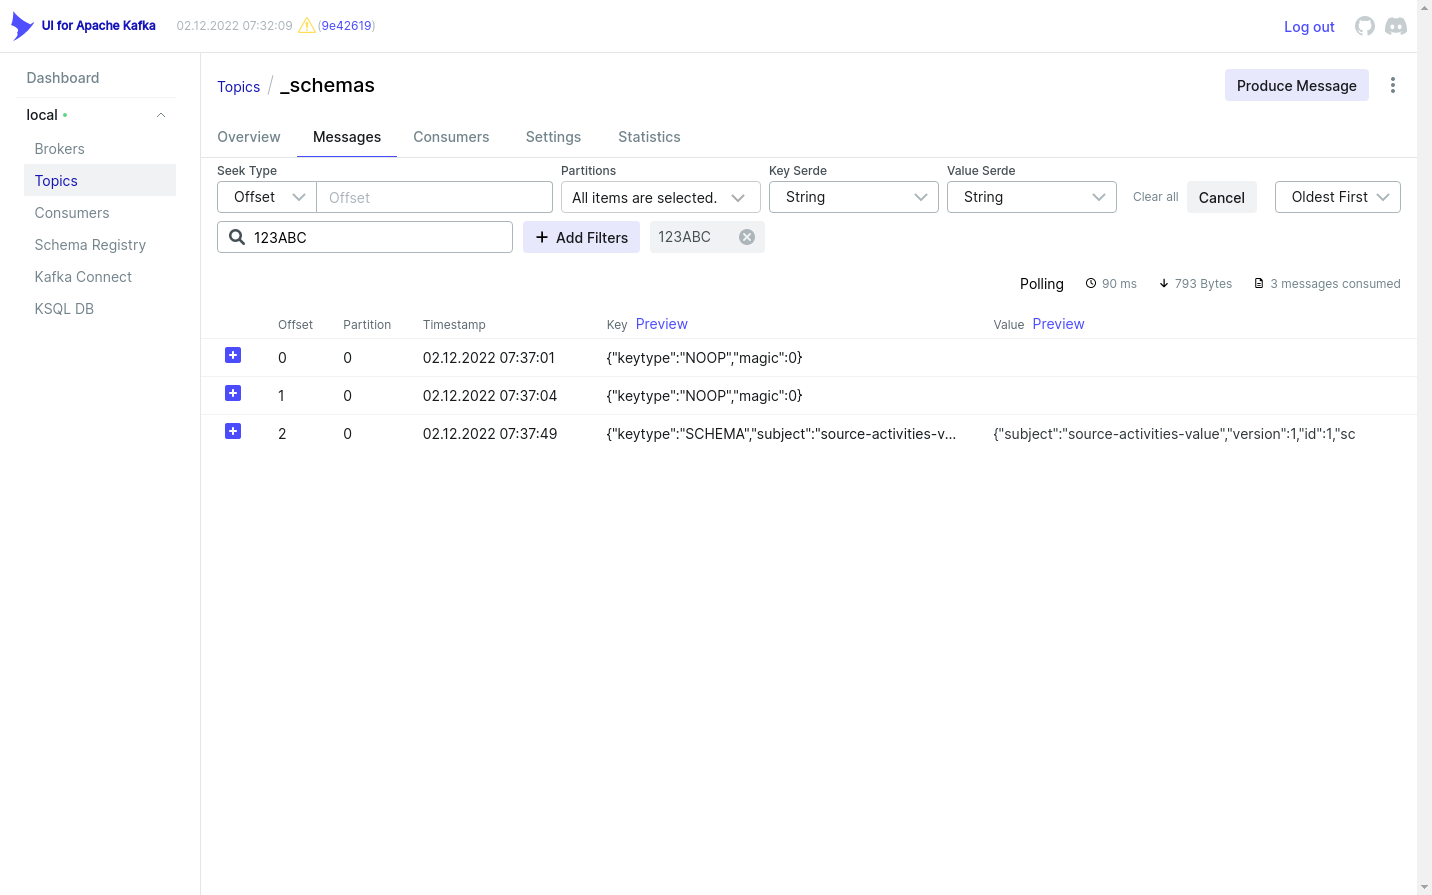 UI for Apache Kafka 02.12.2022 07:32:09 (9e42619) Log out
Dashboard
local
Brokers
Topics
Consumers
Schema Registry
Kafka Connect
KSQL DB
Topics / _schemas Produce Message
Overview Messages Consumers Settings Statistics
Seek Type Partitions Key Serde Value Serde
Offset Offset All items are selected. String String Clear all Cancel Oldest First
123ABC Add Filters 123ABC
Polling 90 ms 793 Bytes 3 messages consumed
Offset Partition Timestamp Key Preview Value Preview
0 0 02.12.2022 07:37:01 {"keytype":"NOOP","magic":0}
1 0 02.12.2022 07:37:04 {"keytype":"NOOP","magic":0}
2 0 02.12.2022 07:37:49 {"keytype":"SCHEMA","subject":"source-activities-v... {"subject":"source-activities-value","version":1,"id":1,"sc